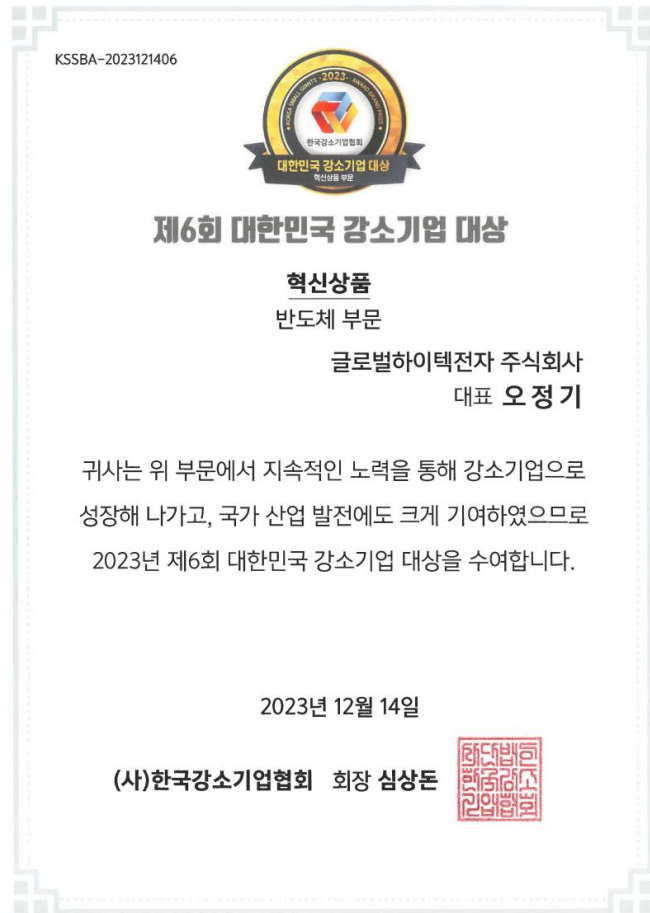 KSSBA-2023121406
·2023·
KOREA SMALL GIANTS AWARD GRAND PRIZE
한국강소기업협회
대한민국 강소기업 대상
혁신상품 부문
제6회 대한민국 강소기업 대상
혁신상품
반도체 부문
글로벌하이텍전자 주식회사
대표 오정기
귀사는 위 부문에서 지속적인 노력을 통해 강소기업으로
성장해 나가고, 국가 산업 발전에도 크게 기여하였으므로
2023년 제6회 대한민국 강소기업 대상을 수여합니다.
2023년 12월 14일
(사)한국강소기업협회 회장 심상돈